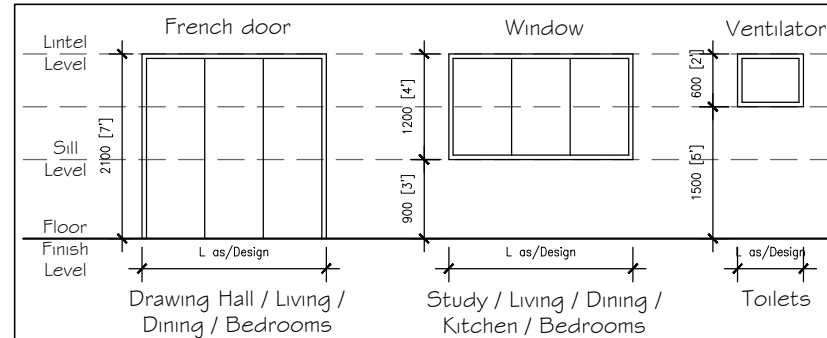 French door
Window
Ventilator
Lintel
Level
2100 [7']
1200 [4']
600 [2']
Sill
Level
900 [3']
1500 [5']
Floor
Finish
Level
L as/Design
L as/Design
L as/Design
Drawing Hall / Living /
Dining / Bedrooms
Study / Living / Dining /
Kitchen / Bedrooms
Toilets